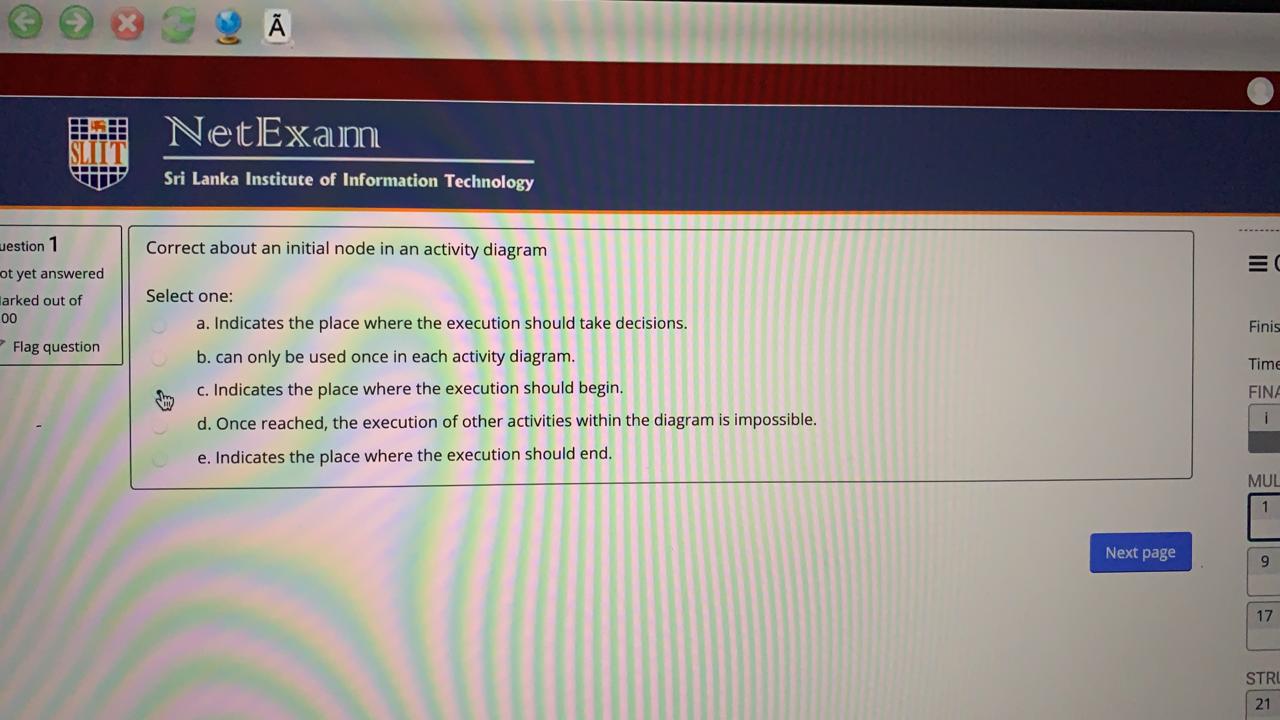 Ã
SLIIT
NetExam
Sri Lanka Institute of Information Technology
uestion 1
ot yet answered
arked out of
00
Flag question
Correct about an initial node in an activity diagram
Select one:
a. Indicates the place where the execution should take decisions.
b. can only be used once in each activity diagram.
c. Indicates the place where the execution should begin.
d. Once reached, the execution of other activities within the diagram is impossible.
e. Indicates the place where the execution should end.
Next page
Finis
Time
FINA
i
MUL
1
9
17
STRU
21